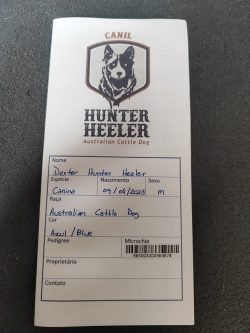 CANIL
HUNTER
HEELER
Australian Cattle Dog
Nome
Dexter Hunter Heeler
Espécie Nascimento Sexo
Canina 09/08/2023 M
Raça
Australian Cattle Dog
Cor
Azul / Blue
Pedigree Microchip
Proprietário
Contato